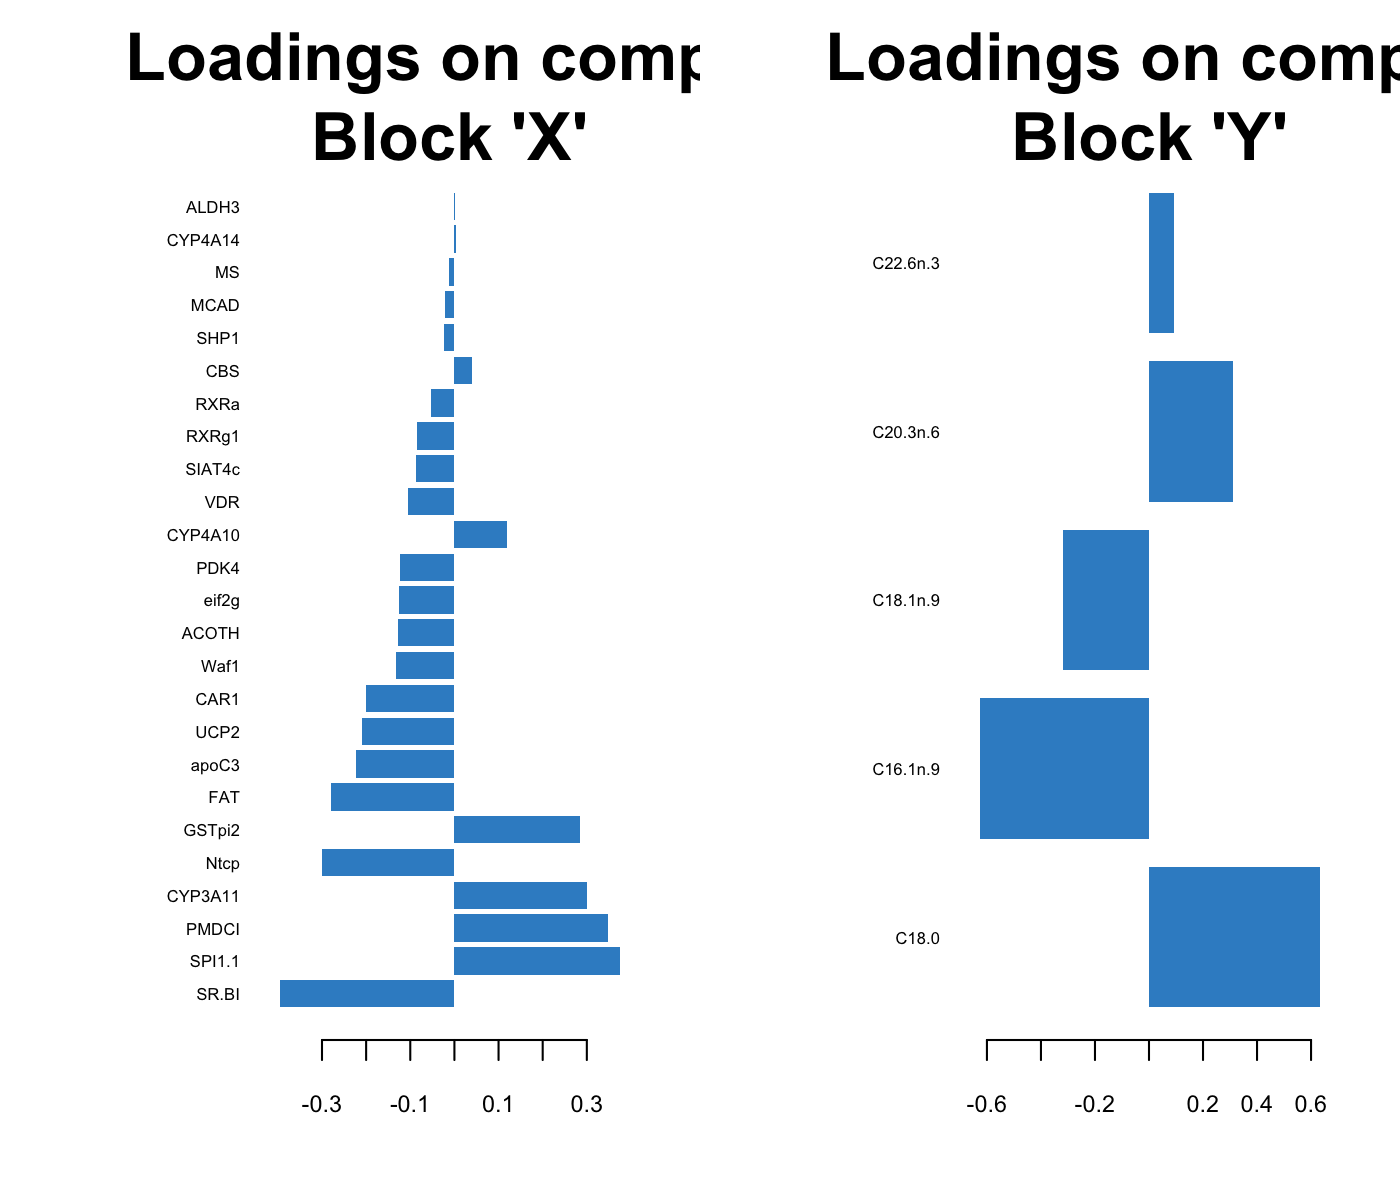 Loadings on comp
Block 'X'
ALDH3
CYP4A14
MS
MCAD
SHP1
CBS
RXRa
RXRg1
SIAT4c
VDR
CYP4A10
PDK4
eif2g
ACOTH
Waf1
CAR1
UCP2
apoC3
FAT
GSTpi2
Ntcp
CYP3A11
PMDCI
SPI1.1
SR.BI
-0.3 -0.1 0.1 0.3
Loadings on comp
Block 'Y'
C22.6n.3
C20.3n.6
C18.1n.9
C16.1n.9
C18.0
-0.6 -0.2 0.2 0.4 0.6